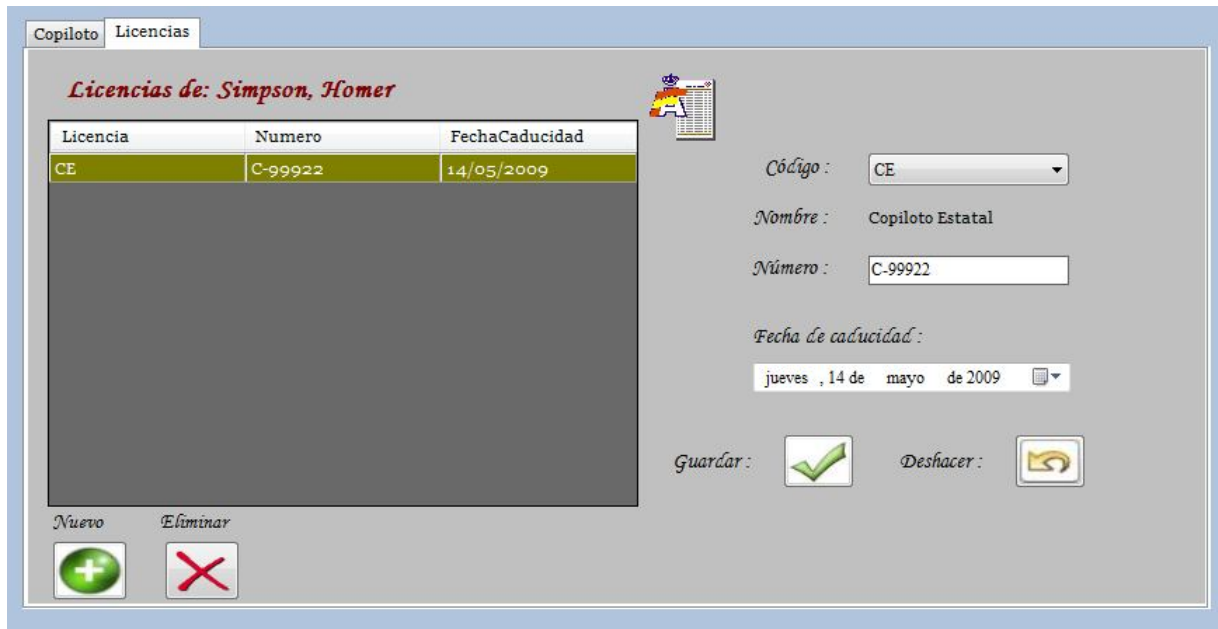 Copiloto Licencias
Licencias de: Simpson, Homer
Licencia Numero FechaCaducidad
CE C-99922 14/05/2009
Código : CE
Nombre : Copiloto Estatal
Número : C-99922
Fecha de caducidad :
jueves , 14 de mayo de 2009
Guardar : Deshacer :
Nuevo Eliminar